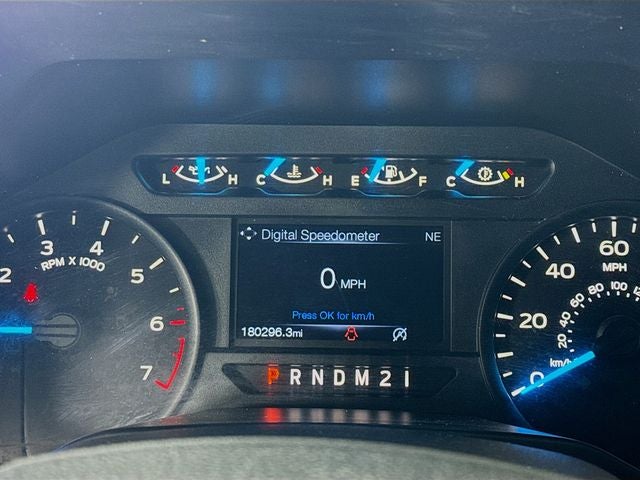 L H C H E F C H
2 3 4 5 6 7
RPM X 1000
Digital Speedometer NE
0 MPH
Press OK for km/h
180296.3mi
P R N D M 2 1
0 20 40 60
MPH
20 40 60 80 100 12
km/h